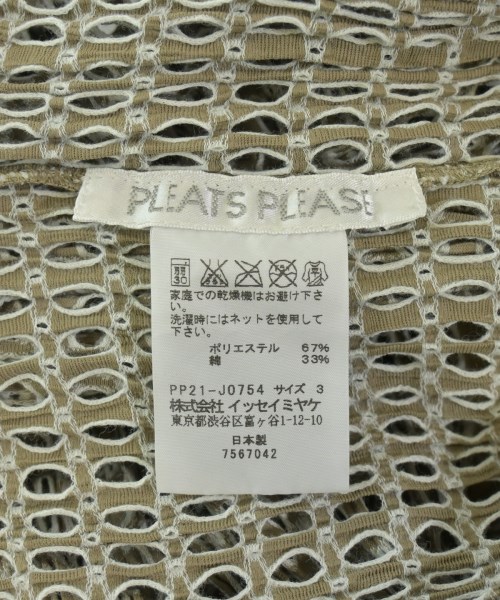 PLEATS PLEASE
弱
30
家庭での乾燥機はお避け下さ
い。
洗濯時にはネットを使用して
下さい。
ポリエステル 67%
綿 33%
PP21-J0754 サイズ 3
株式会社 イッセイミヤケ
東京都渋谷区富ヶ谷1-12-10
日本製
7567042